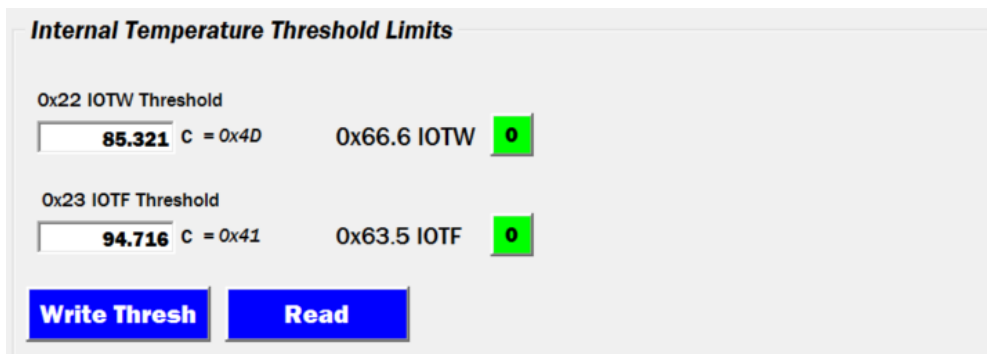 Internal Temperature Threshold Limits
0x22 IOTW Threshold
85.321 C = 0x4D 0x66.6 IOTW 0
0x23 IOTF Threshold
94.716 C = 0x41 0x63.5 IOTF 0
Write Thresh Read